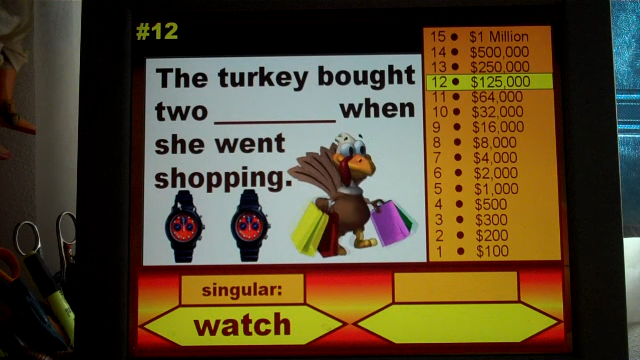 #12
The turkey bought
two __________ when
she went
shopping.
15 • $1 Million
14 • $500,000
13 • $250,000
12 • $125,000
11 • $64,000
10 • $32,000
9 • $16,000
8 • $8,000
7 • $4,000
6 • $2,000
5 • $1,000
4 • $500
3 • $300
2 • $200
1 • $100
singular:
watch